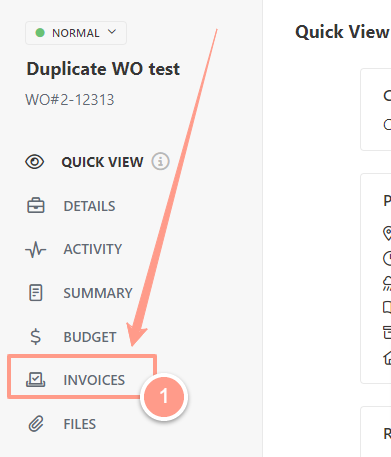 NORMAL
Quick View
Duplicate WO test
WO#2-12313
QUICK VIEW
DETAILS
ACTIVITY
SUMMARY
BUDGET
INVOICES
1
FILES